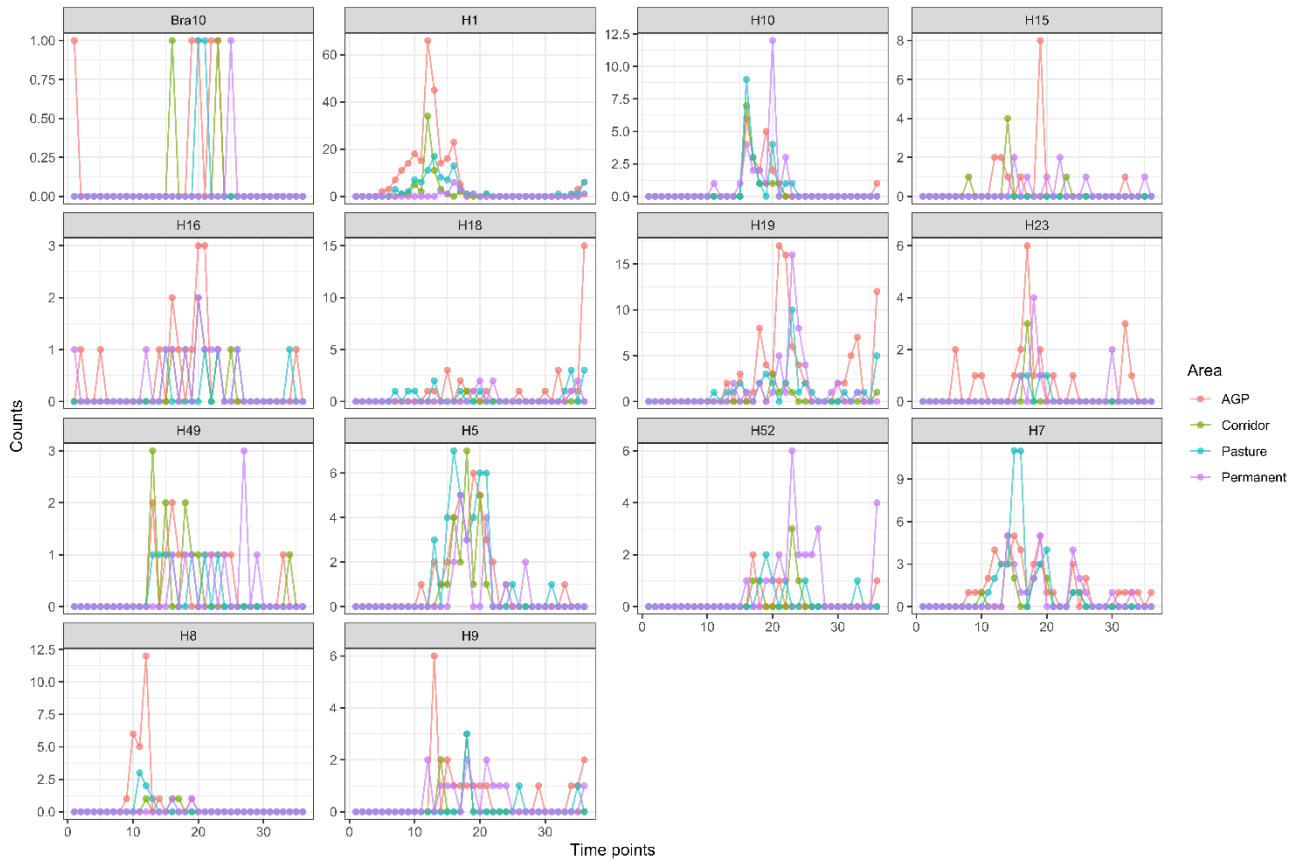 Bra10 H1 H10 H15
1.00 0.75 0.50 0.25 0.00
60 40 20 0
12.5 10.0 7.5 5.0 2.5 0.0
8 6 4 2 0
H16 H18 H19 H23
3 2 1 0
15 10 5 0
15 10 5 0
6 4 2 0
Counts
Area
AGP
Corridor
Pasture
Permanent
H49 H5 H52 H7
3 2 1 0
6 4 2 0
6 4 2 0
9 6 3 0
0 10 20 30
0 10 20 30
H8 H9
12.5 10.0 7.5 5.0 2.5 0.0
6 4 2 0
0 10 20 30
0 10 20 30
Time points